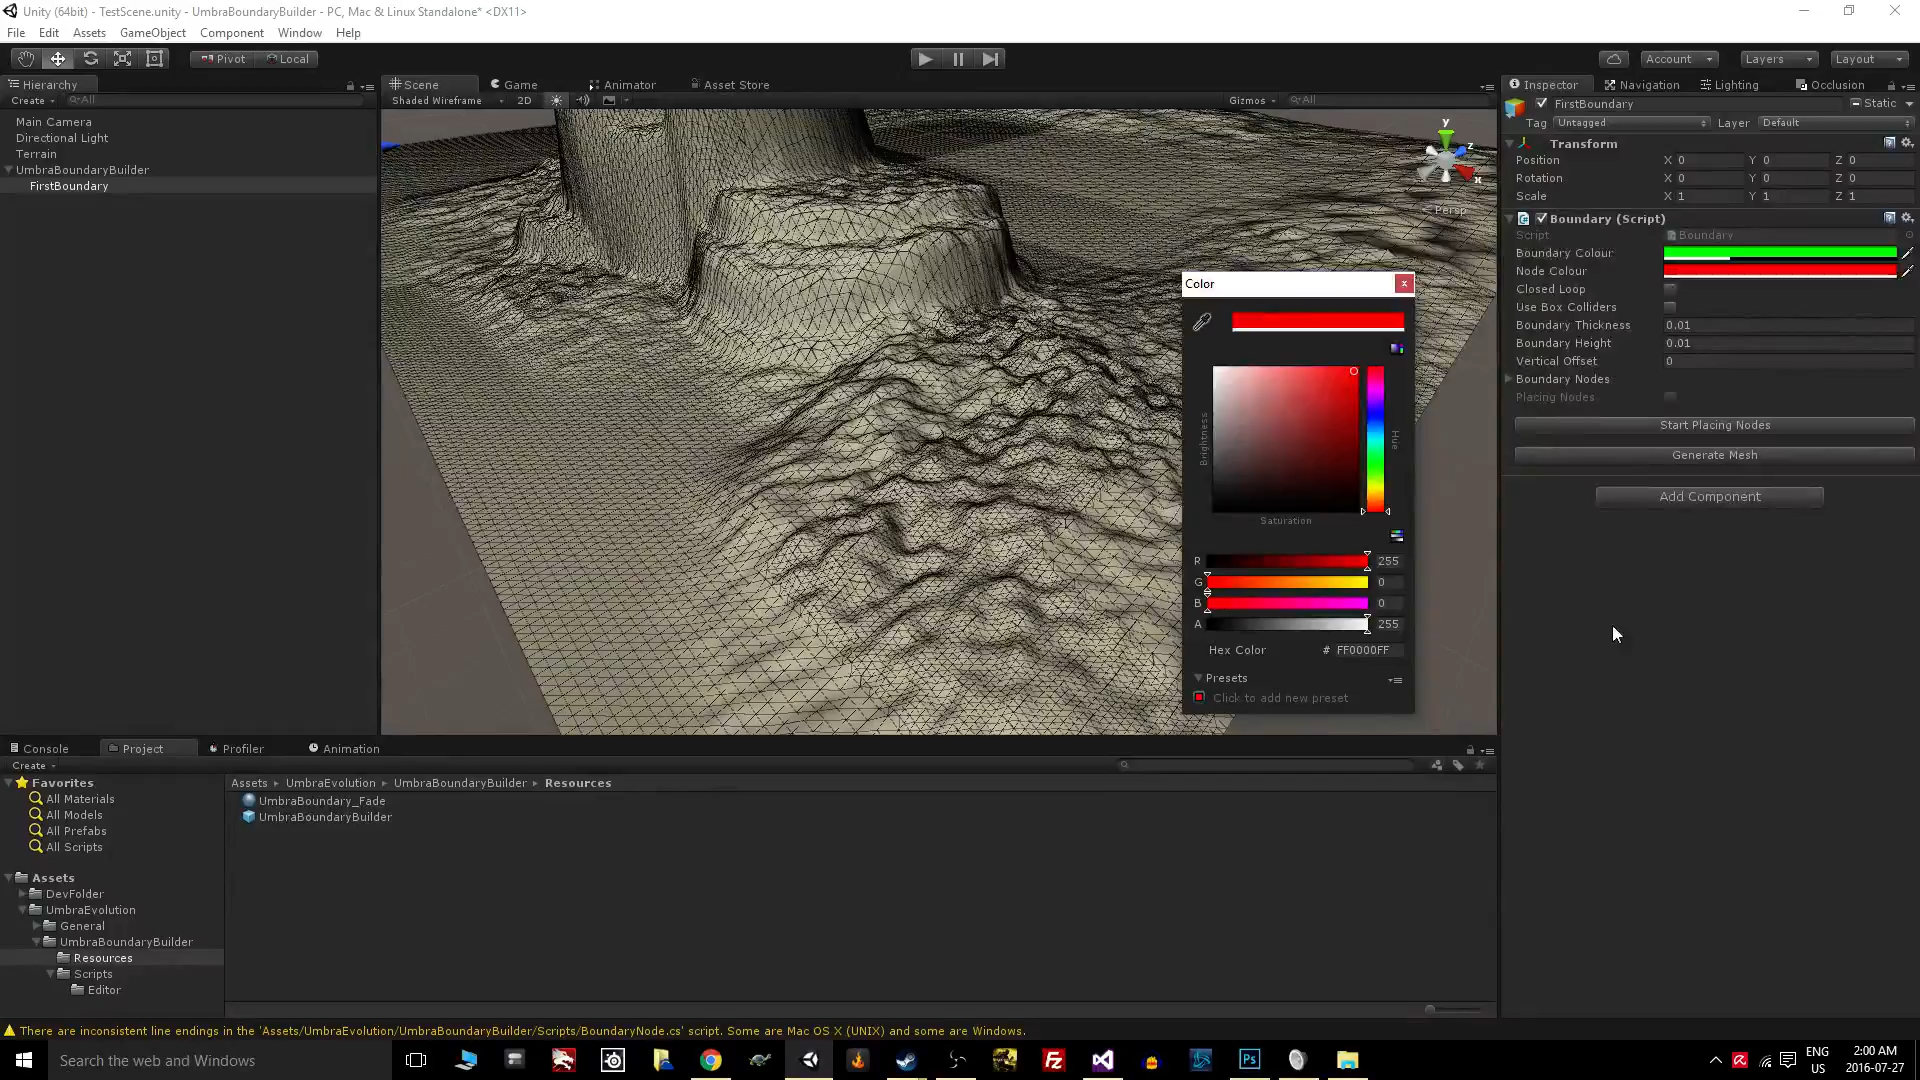 Unity (64bit) - TestScene.unity - UmbraBoundaryBuilder - PC, Mac & Linux Standalone* <DX11>
File Edit Assets GameObject Component Window Help
Pivot Local Account Layers Layout
Hierarchy
Create All
Main Camera
Directional Light
Terrain
UmbraBoundaryBuilder
FirstBoundary
Scene Game Animator Asset Store
Shaded Wireframe 2D Gizmos All
y
z
x
Persp
Color
Brightness
Hue
Saturation
R 255
G 0
B 0
A 255
Hex Color # FF0000FF
Presets
Click to add new preset
Inspector Navigation Lighting Occlusion
FirstBoundary Static
Tag Untagged Layer Default
Transform
Position X 0 Y 0 Z 0
Rotation X 0 Y 0 Z 0
Scale X 1 Y 1 Z 1
Boundary (Script)
Script Boundary
Boundary Colour
Node Colour
Closed Loop
Use Box Colliders
Boundary Thickness 0.01
Boundary Height 0.01
Vertical Offset 0
Boundary Nodes
Placing Nodes
Start Placing Nodes
Generate Mesh
Add Component
Console Project Profiler Animation
Create
Favorites
All Materials
All Models
All Prefabs
All Scripts
Assets
DevFolder
UmbraEvolution
General
UmbraBoundaryBuilder
Resources
Scripts
Editor
Assets UmbraEvolution UmbraBoundaryBuilder Resources
UmbraBoundary_Fade
UmbraBoundaryBuilder
There are inconsistent line endings in the 'Assets/UmbraEvolution/UmbraBoundaryBuilder/Scripts/BoundaryNode.cs' script. Some are Mac OS X (UNIX) and some are Windows.
Search the web and Windows
Fz
Ps
ENG
US
2:00 AM
2016-07-27